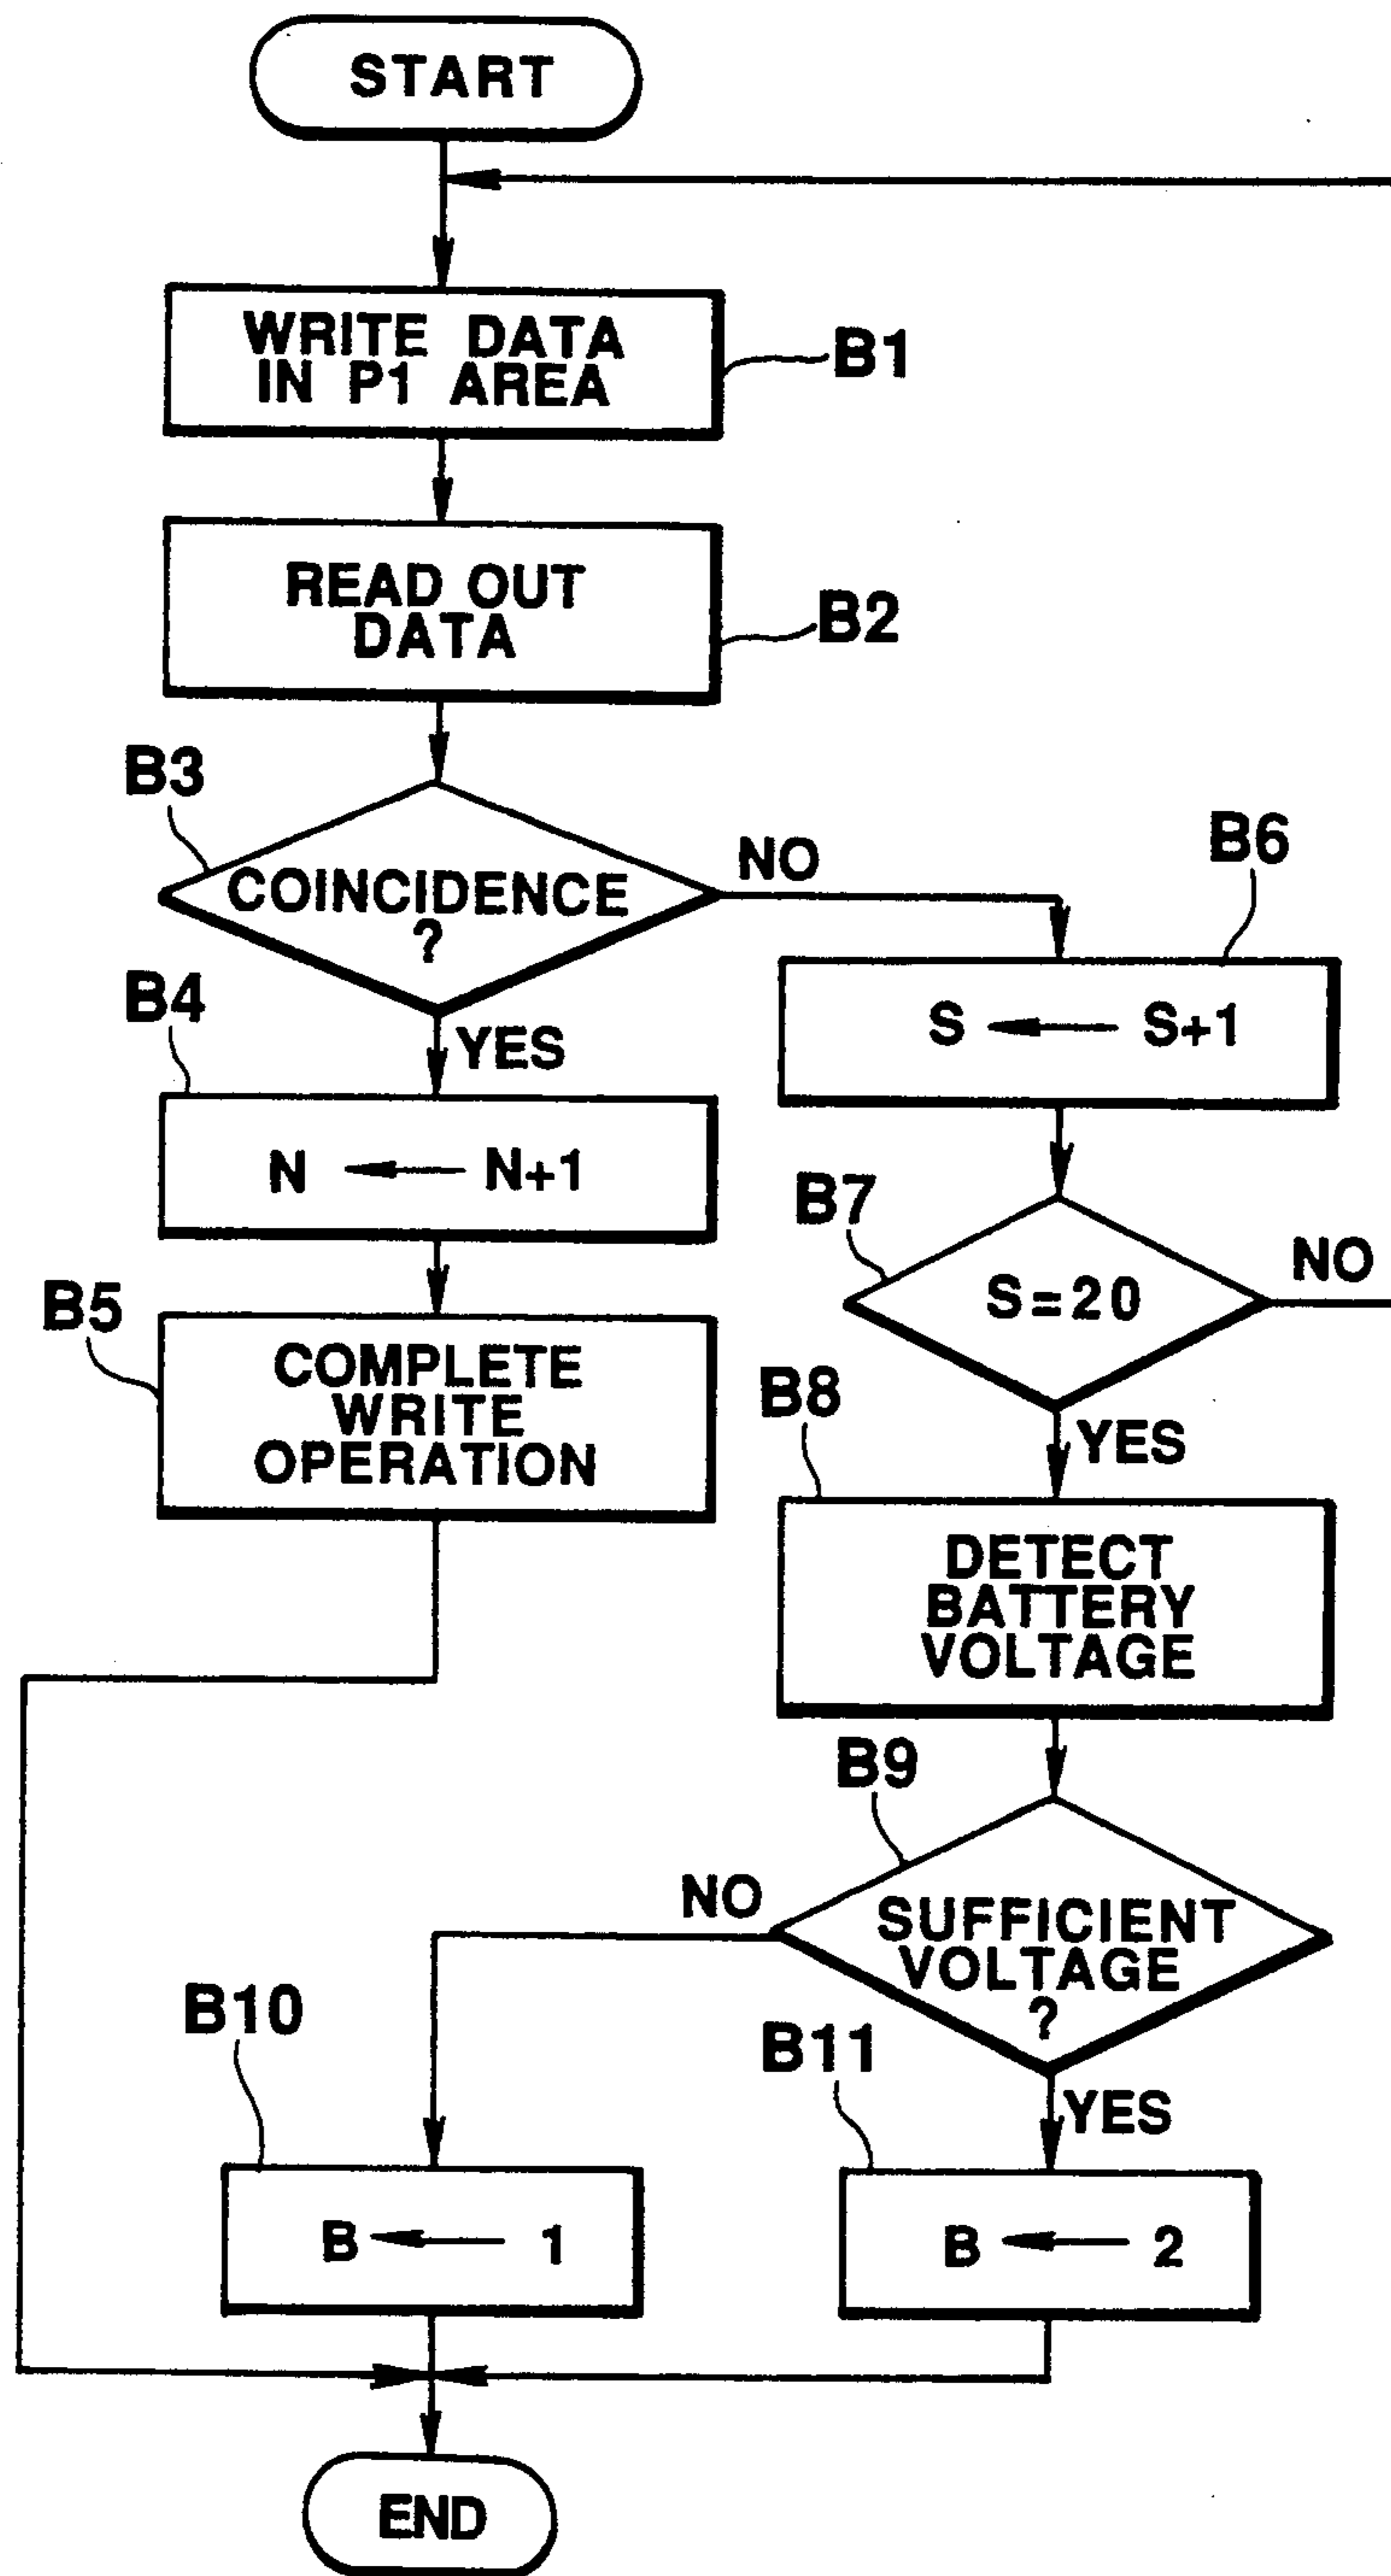 START
WRITE DATA
IN P1 AREA
B1
READ OUT
DATA
B2
B3
COINCIDENCE
?
NO
YES
B4
N ← N+1
B5
COMPLETE
WRITE
OPERATION
B6
S ← S+1
B7
S=20
NO
YES
B8
DETECT
BATTERY
VOLTAGE
B9
SUFFICIENT
VOLTAGE
?
NO
YES
B10
B ← 1
B11
B ← 2
END